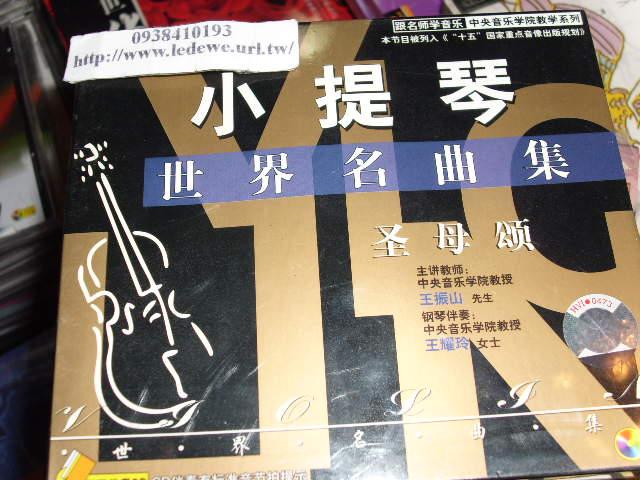 0938410193
http://www.ledewe.url.tw/
跟名师学音乐 中央音乐学院教学系列
本节目被列入《“十五”国家重点音像出版规划》
小提琴
世界名曲集
圣母颂
主讲教师:
中央音乐学院教授
王振山 先生
钢琴伴奏:
中央音乐学院教授
王耀玲 女士
HVI●0473
VIOLIN
·世·界·名·曲·集